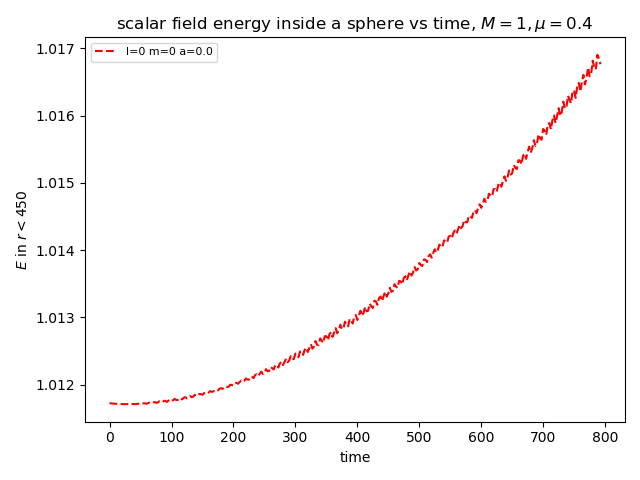 scalar field energy inside a sphere vs time, M = 1, μ = 0.4
l=0 m=0 a=0.0
1.017
1.016
1.015
1.014
1.013
1.012
E in r < 450
0 100 200 300 400 500 600 700 800
time